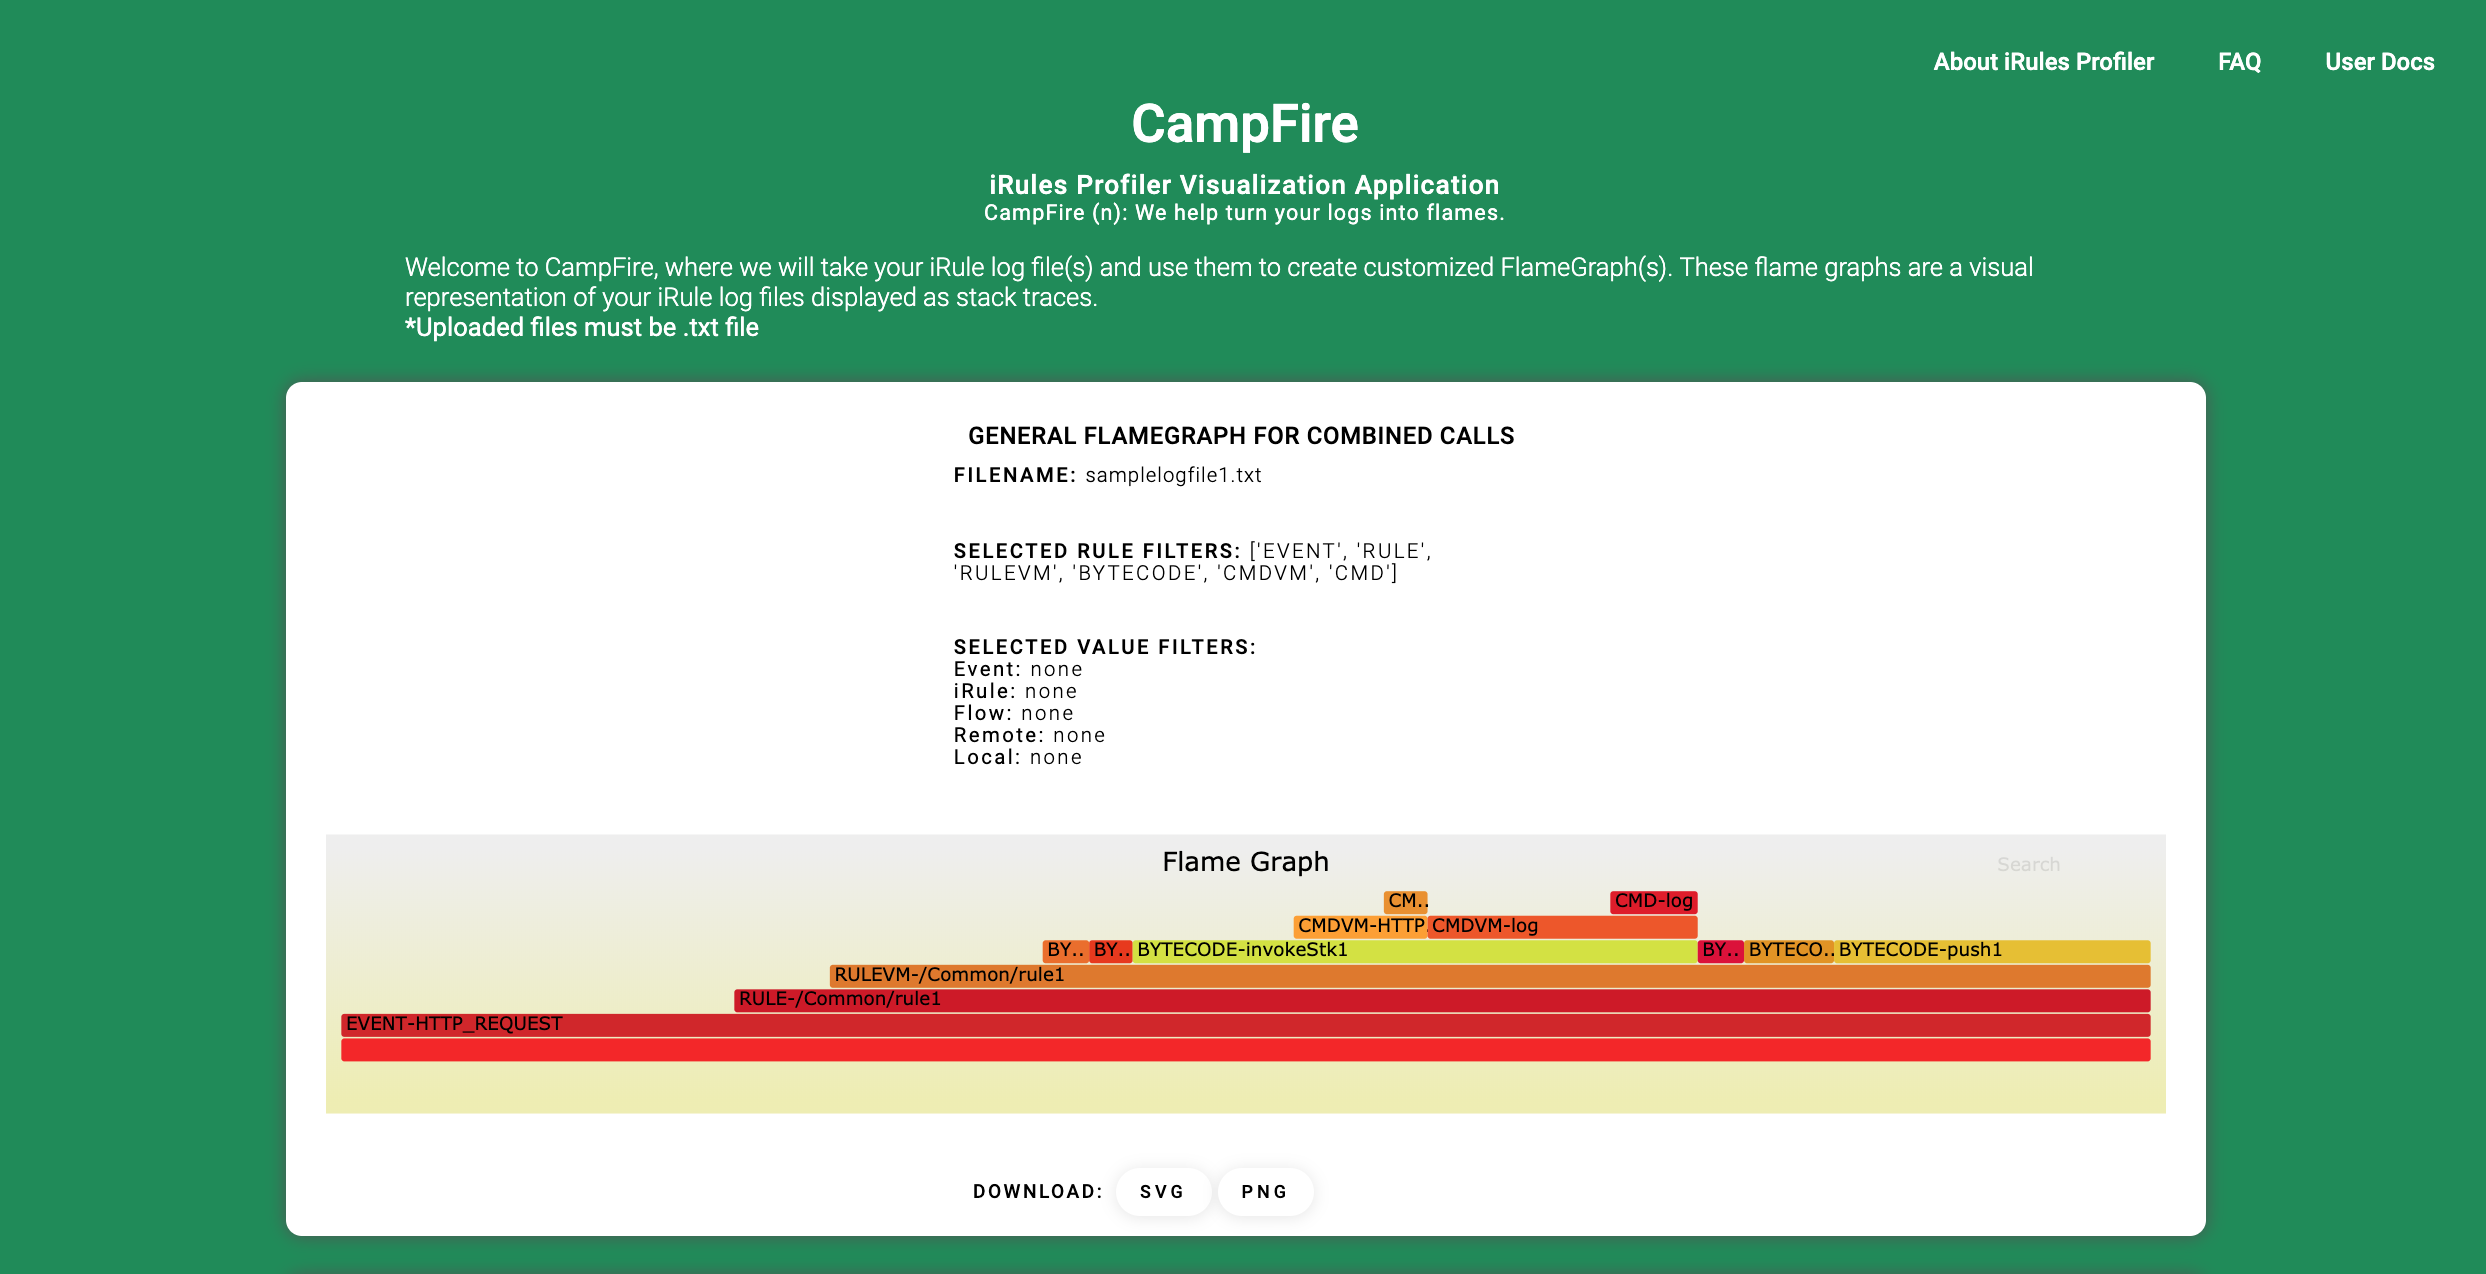 About iRules Profiler FAQ User Docs
CampFire
iRules Profiler Visualization Application
CampFire (n): We help turn your logs into flames.
Welcome to CampFire, where we will take your iRule log file(s) and use them to create customized FlameGraph(s). These flame graphs are a visual
representation of your iRule log files displayed as stack traces.
*Uploaded files must be .txt file
GENERAL FLAMEGRAPH FOR COMBINED CALLS
FILENAME: samplelogfile1.txt
SELECTED RULE FILTERS: ['EVENT', 'RULE',
'RULEVM', 'BYTECODE', 'CMDVM', 'CMD']
SELECTED VALUE FILTERS:
Event: none
iRule: none
Flow: none
Remote: none
Local: none
Flame Graph
Search
CM.. CMD-log
CMDVM-HTTP. CMDVM-log
BY.. BY.. BYTECODE-invokeStk1 BY.. BYTECO.. BYTECODE-push1
RULEVM-/Common/rule1
RULE-/Common/rule1
EVENT-HTTP_REQUEST
DOWNLOAD: SVG PNG